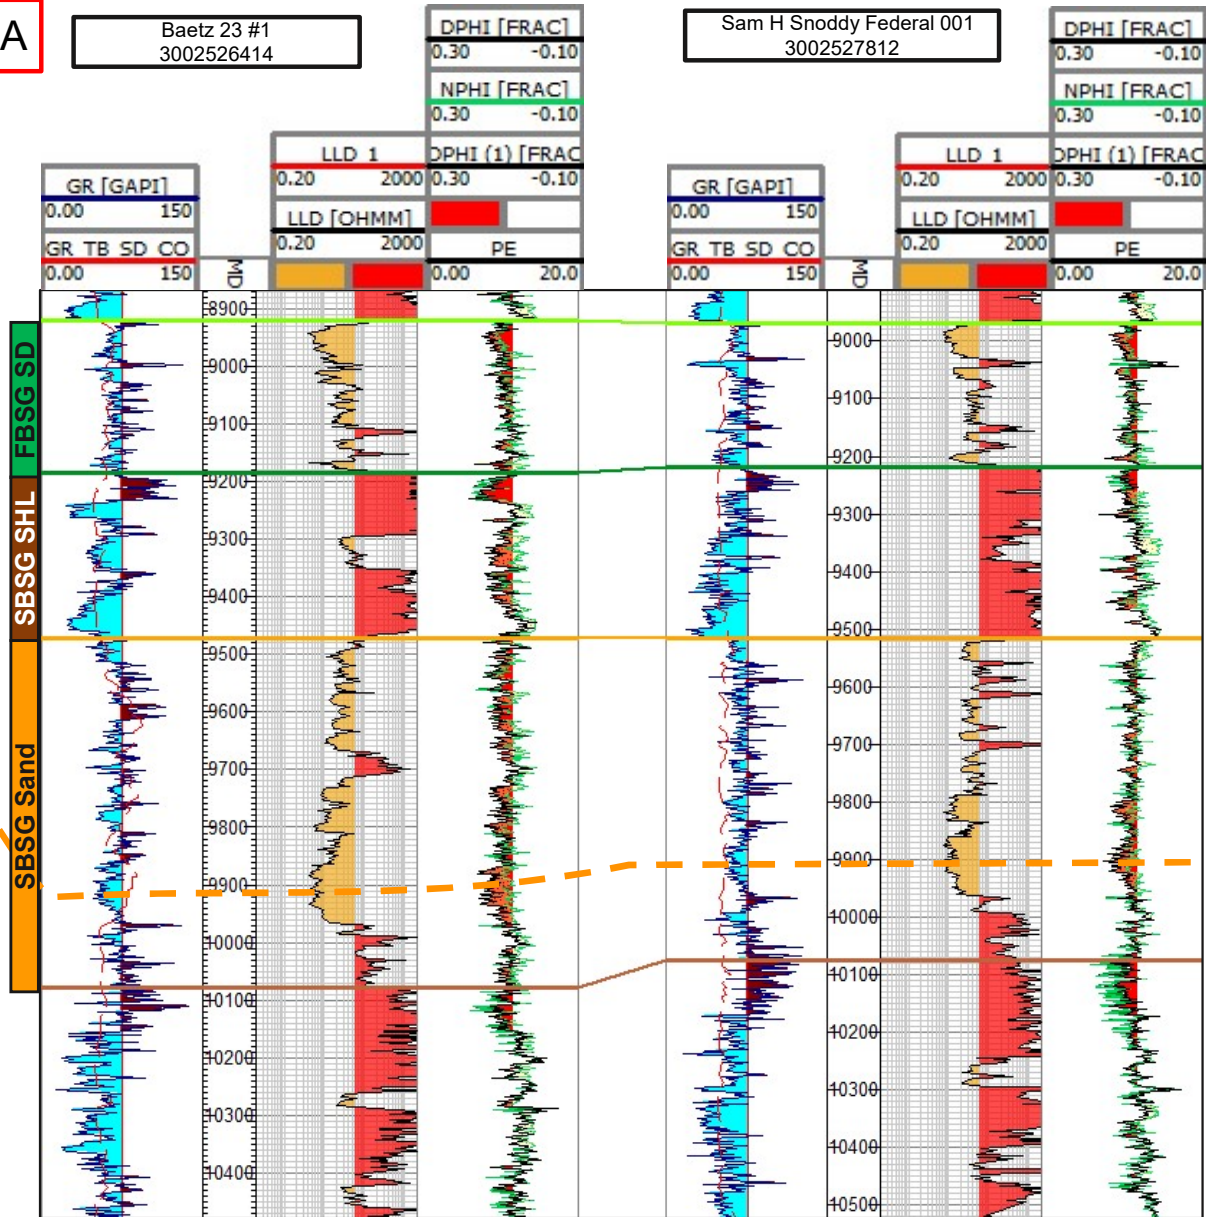 A
Baetz 23 #1
3002526414
DPHI [FRAC]
0.30 -0.10
NPHI [FRAC]
0.30 -0.10
DPHI (1) [FRAC
0.30 -0.10
PE
0.00 20.0
LLD 1
0.20 2000
LLD [OHMM]
0.20 2000
GR [GAPI]
0.00 150
GR TB SD CO
0.00 150
MD
Sam H Snoddy Federal 001
3002527812
DPHI [FRAC]
0.30 -0.10
NPHI [FRAC]
0.30 -0.10
DPHI (1) [FRAC
0.30 -0.10
PE
0.00 20.0
LLD 1
0.20 2000
LLD [OHMM]
0.20 2000
GR [GAPI]
0.00 150
GR TB SD CO
0.00 150
MD
FBSG SD
SBSG SHL
SBSG Sand
8900
9000
9100
9200
9300
9400
9500
9600
9700
9800
9900
10000
10100
10200
10300
10400
9000
9100
9200
9300
9400
9500
9600
9700
9800
9900
10000
10100
10200
10300
10400
10500